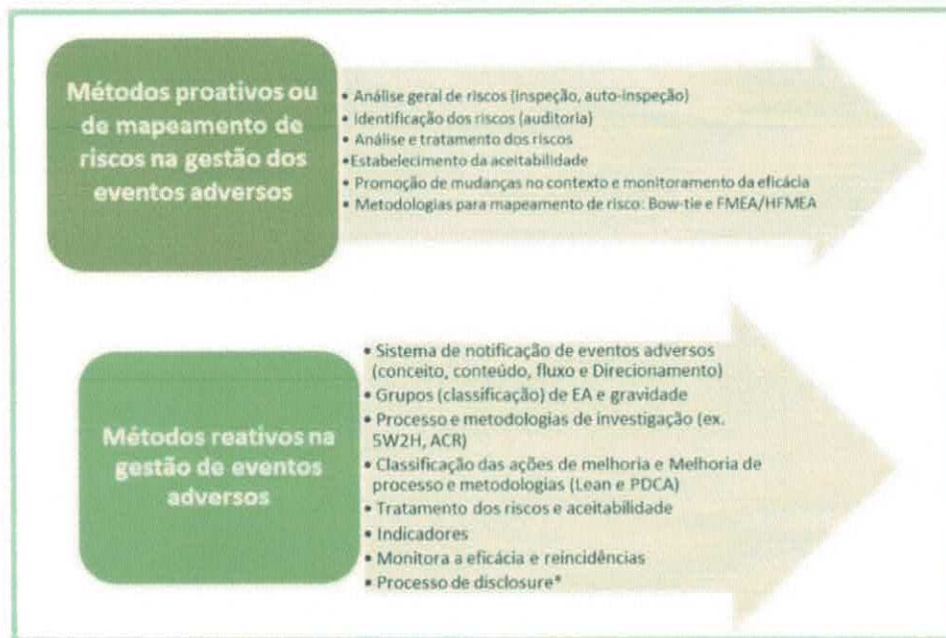 Métodos proativos ou
de mapeamento de
riscos na gestão dos
eventos adversos
• Análise geral de riscos (inspeção, auto-inspeção)
• Identificação dos riscos (auditoria)
• Análise e tratamento dos riscos
•Estabelecimento da aceitabilidade
• Promoção de mudanças no contexto e monitoramento da eficácia
• Metodologias para mapeamento de risco: Bow-tie e FMEA/HFMEA
Métodos reativos na
gestão de eventos
adversos
• Sistema de notificação de eventos adversos
(conceito, conteúdo, fluxo e Direcionamento)
• Grupos (classificação) de EA e gravidade
• Processo e metodologias de investigação (ex.
5W2H, ACR)
• Classificação das ações de melhoria e Melhoria de
processo e metodologias (Lean e PDCA)
• Tratamento dos riscos e aceitabilidade
• Indicadores
• Monitora a eficácia e reincidências
• Processo de disclosure*